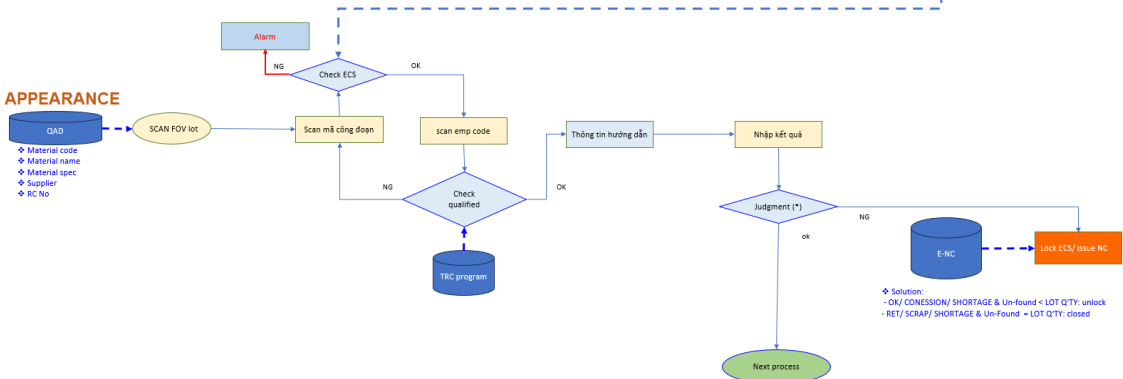 Alarm
NG
Check ECS
OK
APPEARANCE
QAD
SCAN FOV lot
Scan mã công đoạn
scan emp code
Thông tin hướng dẫn
Nhập kết quả
❖ Material code
❖ Material name
❖ Material spec
❖ Supplier
❖ RC No
NG
Check
qualified
OK
Judgment (*)
NG
ok
TRC program
E-NC
Lock ECS/ issue NC
❖ Solution:
- OK/ CONESSION/ SHORTAGE & Un-found < LOT Q'TY: unlock
- RET/ SCRAP/ SHORTAGE & Un-Found = LOT Q'TY: closed
Next process